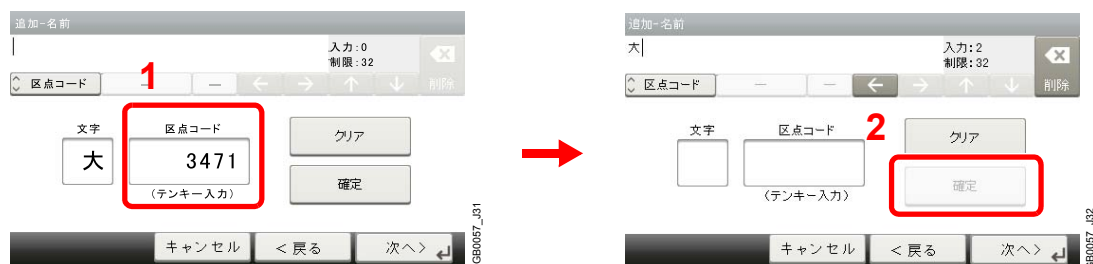 追加-名前
入力:0
制限:32
区点コード
1
削除
文字
区点コード
大
3471
(テンキー入力)
クリア
確定
キャンセル
<戻る
次へ>
GB0057_J31
追加-名前
大
入力:2
制限:32
区点コード
削除
文字
区点コード
2
(テンキー入力)
クリア
確定
キャンセル
<戻る
次へ>
GB0057_J32